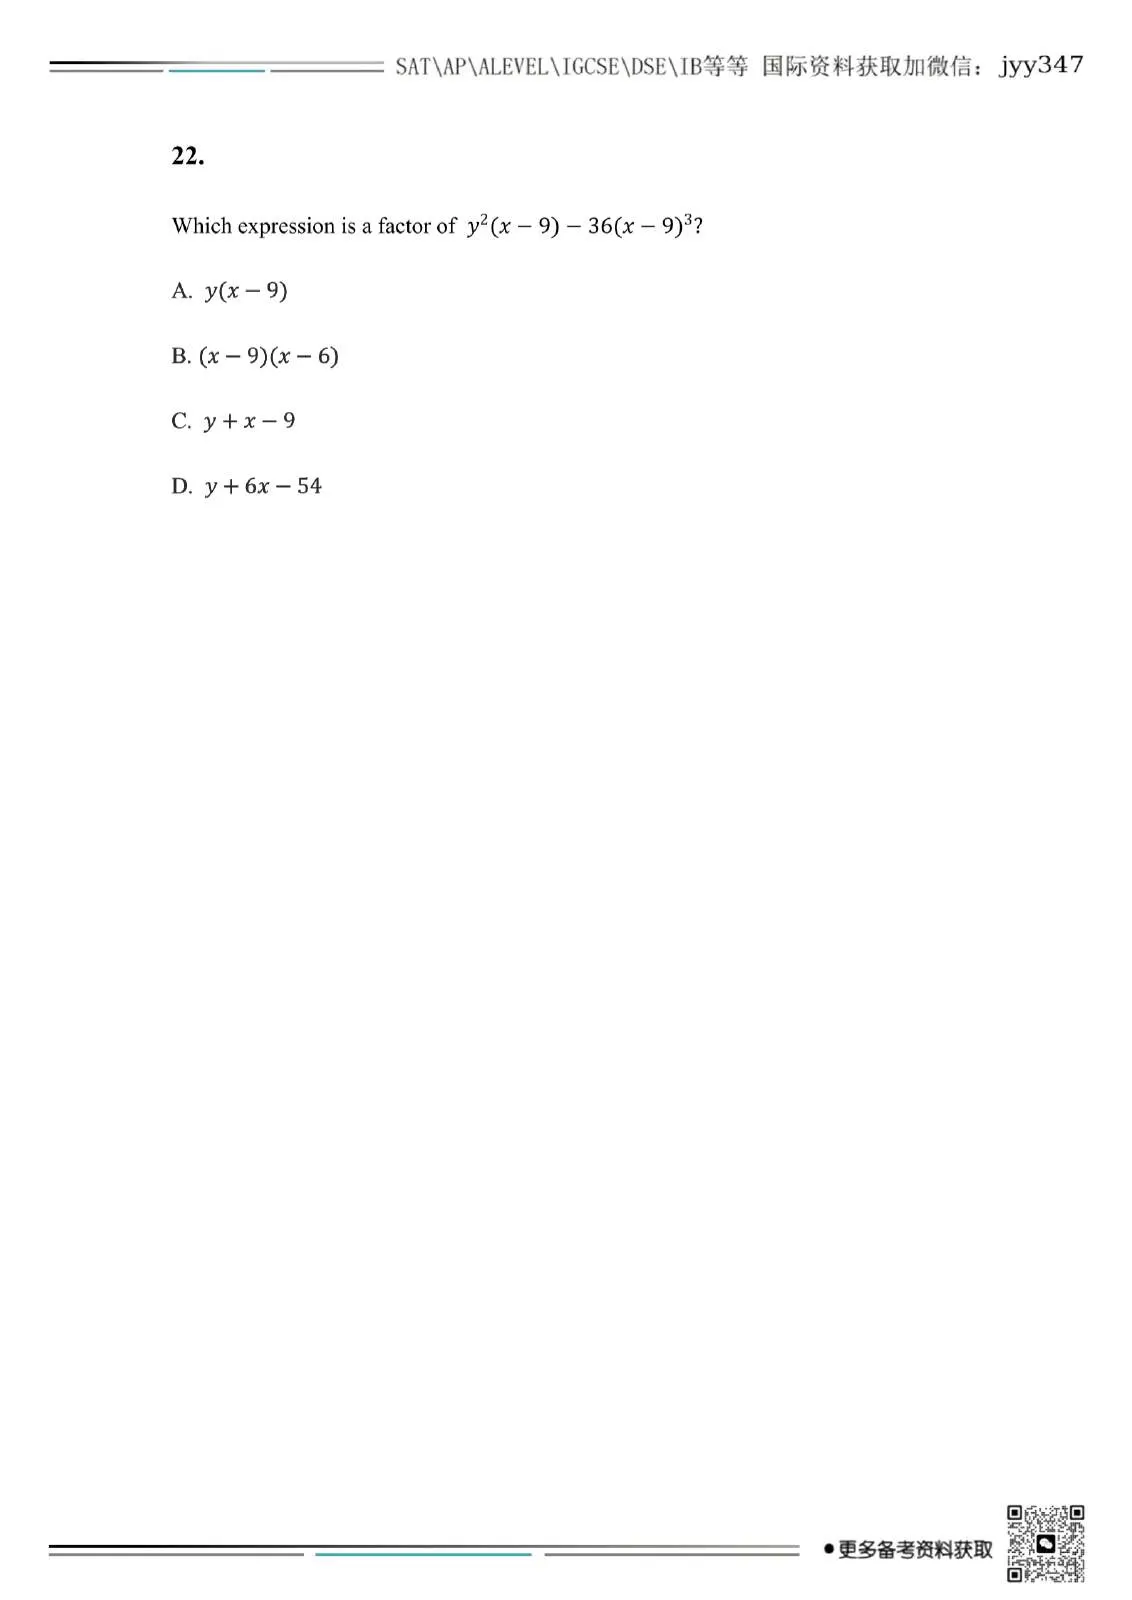 SAT\AP\ALEVEL\IGCSE\DSE\IB等等 国际资料获取加微信： jyy347
22.
Which expression is a factor of y²(x − 9) − 36(x − 9)³?
A. y(x − 9)
B. (x − 9)(x − 6)
C. y + x − 9
D. y + 6x − 54
●更多备考资料获取